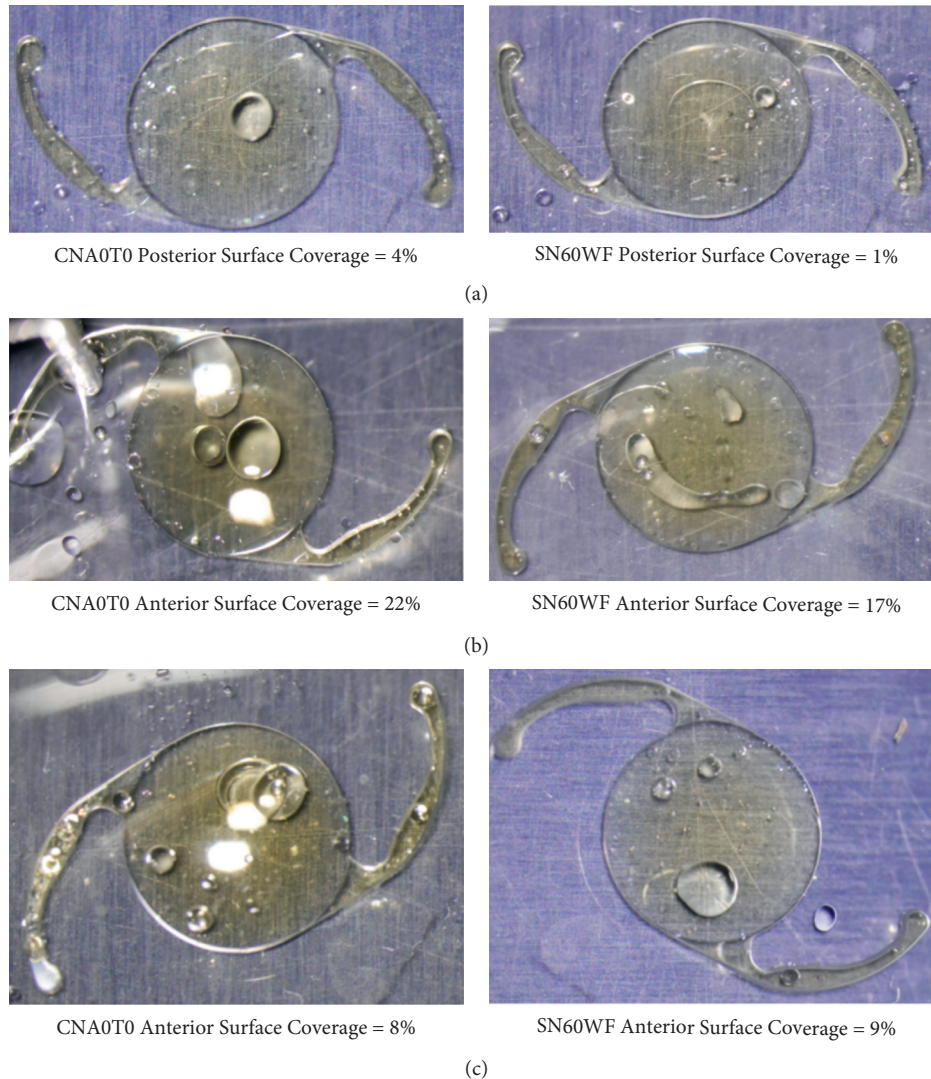 CNA0T0 Posterior Surface Coverage = 4%
SN60WF Posterior Surface Coverage = 1%
(a)
CNA0T0 Anterior Surface Coverage = 22%
SN60WF Anterior Surface Coverage = 17%
(b)
CNA0T0 Anterior Surface Coverage = 8%
SN60WF Anterior Surface Coverage = 9%
(c)